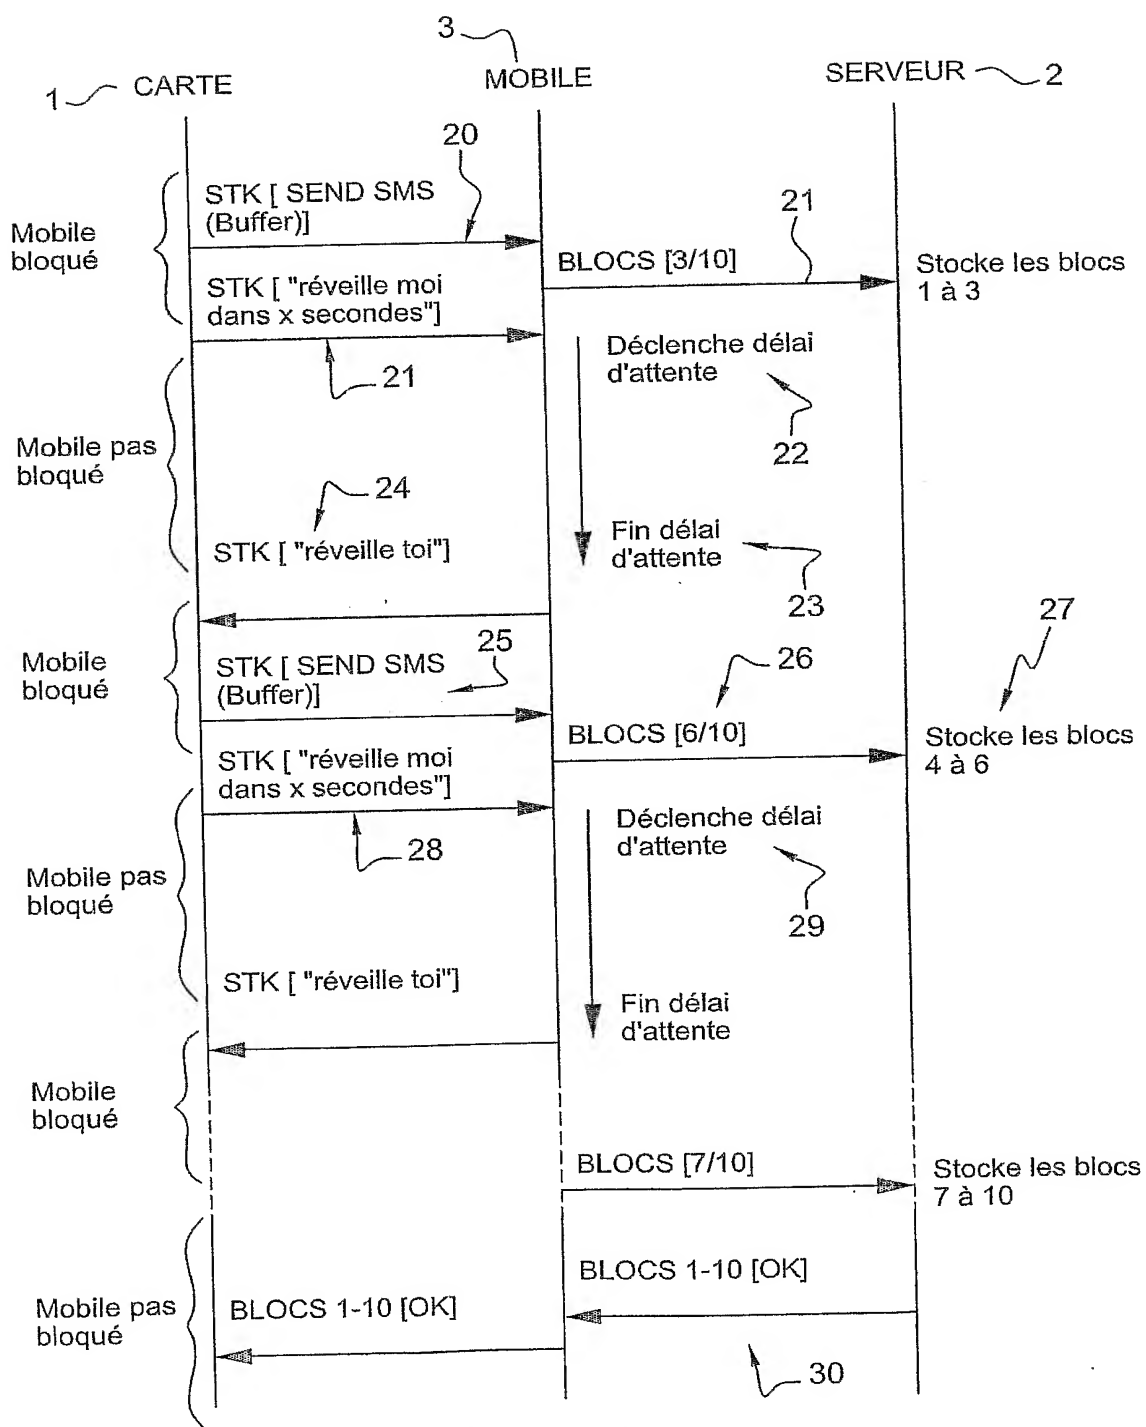 3
1 CARTE
MOBILE
SERVEUR 2
20
STK [ SEND SMS
(Buffer)]
21
Mobile
bloqué
BLOCS [3/10]
Stocke les blocs
1 à 3
STK [ "réveille moi
dans x secondes"]
21
Déclenche délai
d'attente
22
Mobile pas
bloqué
24
STK [ "réveille toi"]
Fin délai
d'attente
23
27
25
26
Mobile
bloqué
STK [ SEND SMS
(Buffer)]
BLOCS [6/10]
Stocke les blocs
4 à 6
STK [ "réveille moi
dans x secondes"]
28
Déclenche délai
d'attente
29
Mobile pas
bloqué
STK [ "réveille toi"]
Fin délai
d'attente
Mobile
bloqué
BLOCS [7/10]
Stocke les blocs
7 à 10
BLOCS 1-10 [OK]
Mobile pas
bloqué
BLOCS 1-10 [OK]
30